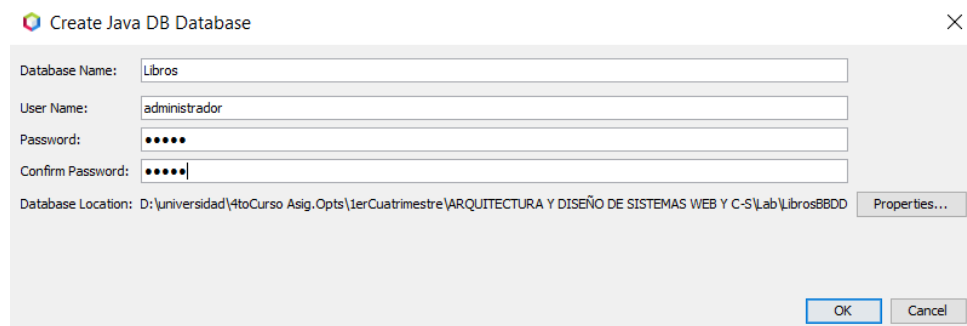 Create Java DB Database
Database Name: Libros
User Name: administrador
Password: •••••
Confirm Password: •••••
Database Location: D:\universidad\4toCurso Asig.Opts\1erCuatrimestre\ARQUITECTURA Y DISEÑO DE SISTEMAS WEB Y C-S\Lab\LibrosBBDD Properties...
OK Cancel